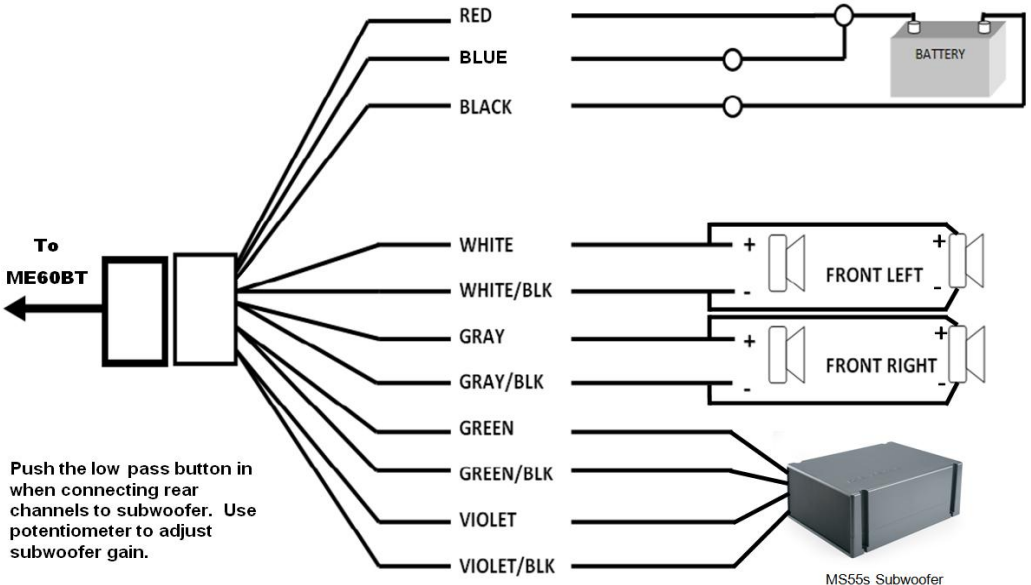 RED
BLUE
BLACK
BATTERY
To
ME60BT
WHITE
WHITE/BLK
GRAY
GRAY/BLK
GREEN
GREEN/BLK
VIOLET
VIOLET/BLK
+
-
FRONT LEFT
+
-
+
-
FRONT RIGHT
+
-
Push the low pass button in
when connecting rear
channels to subwoofer. Use
potentiometer to adjust
subwoofer gain.
MS55s Subwoofer